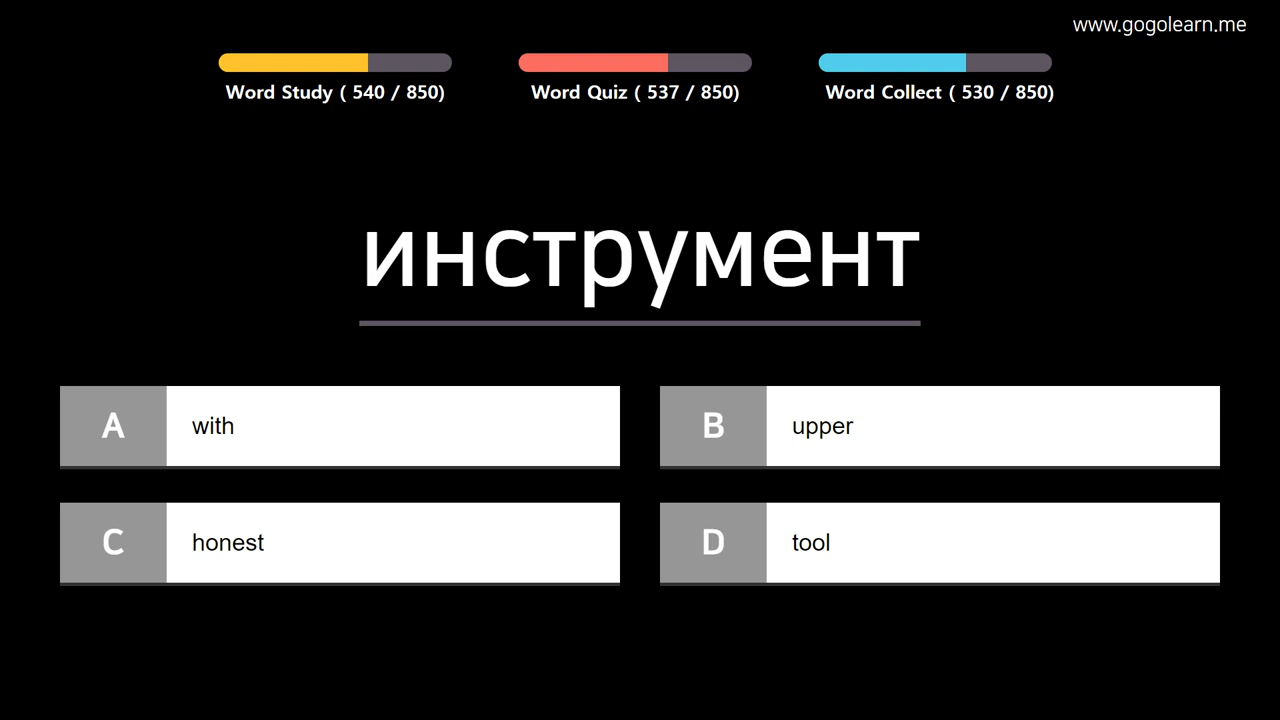 www.gogolearn.me
Word Study ( 540 / 850)
Word Quiz ( 537 / 850)
Word Collect ( 530 / 850)
инструмент
A with
B upper
C honest
D tool